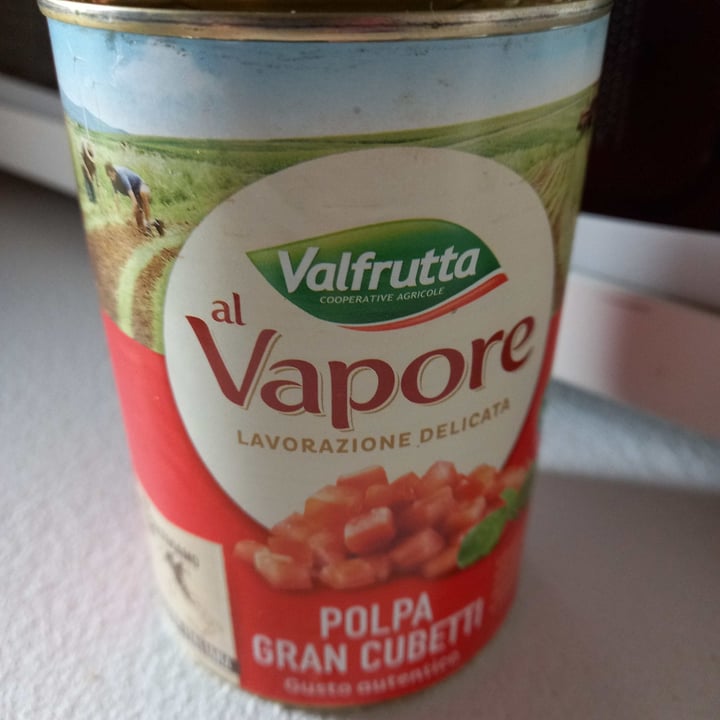 Valfrutta
COOPERATIVE AGRICOLE
al
Vapore
LAVORAZIONE DELICATA
POLPA
GRAN CUBETTI
Gusto autentico